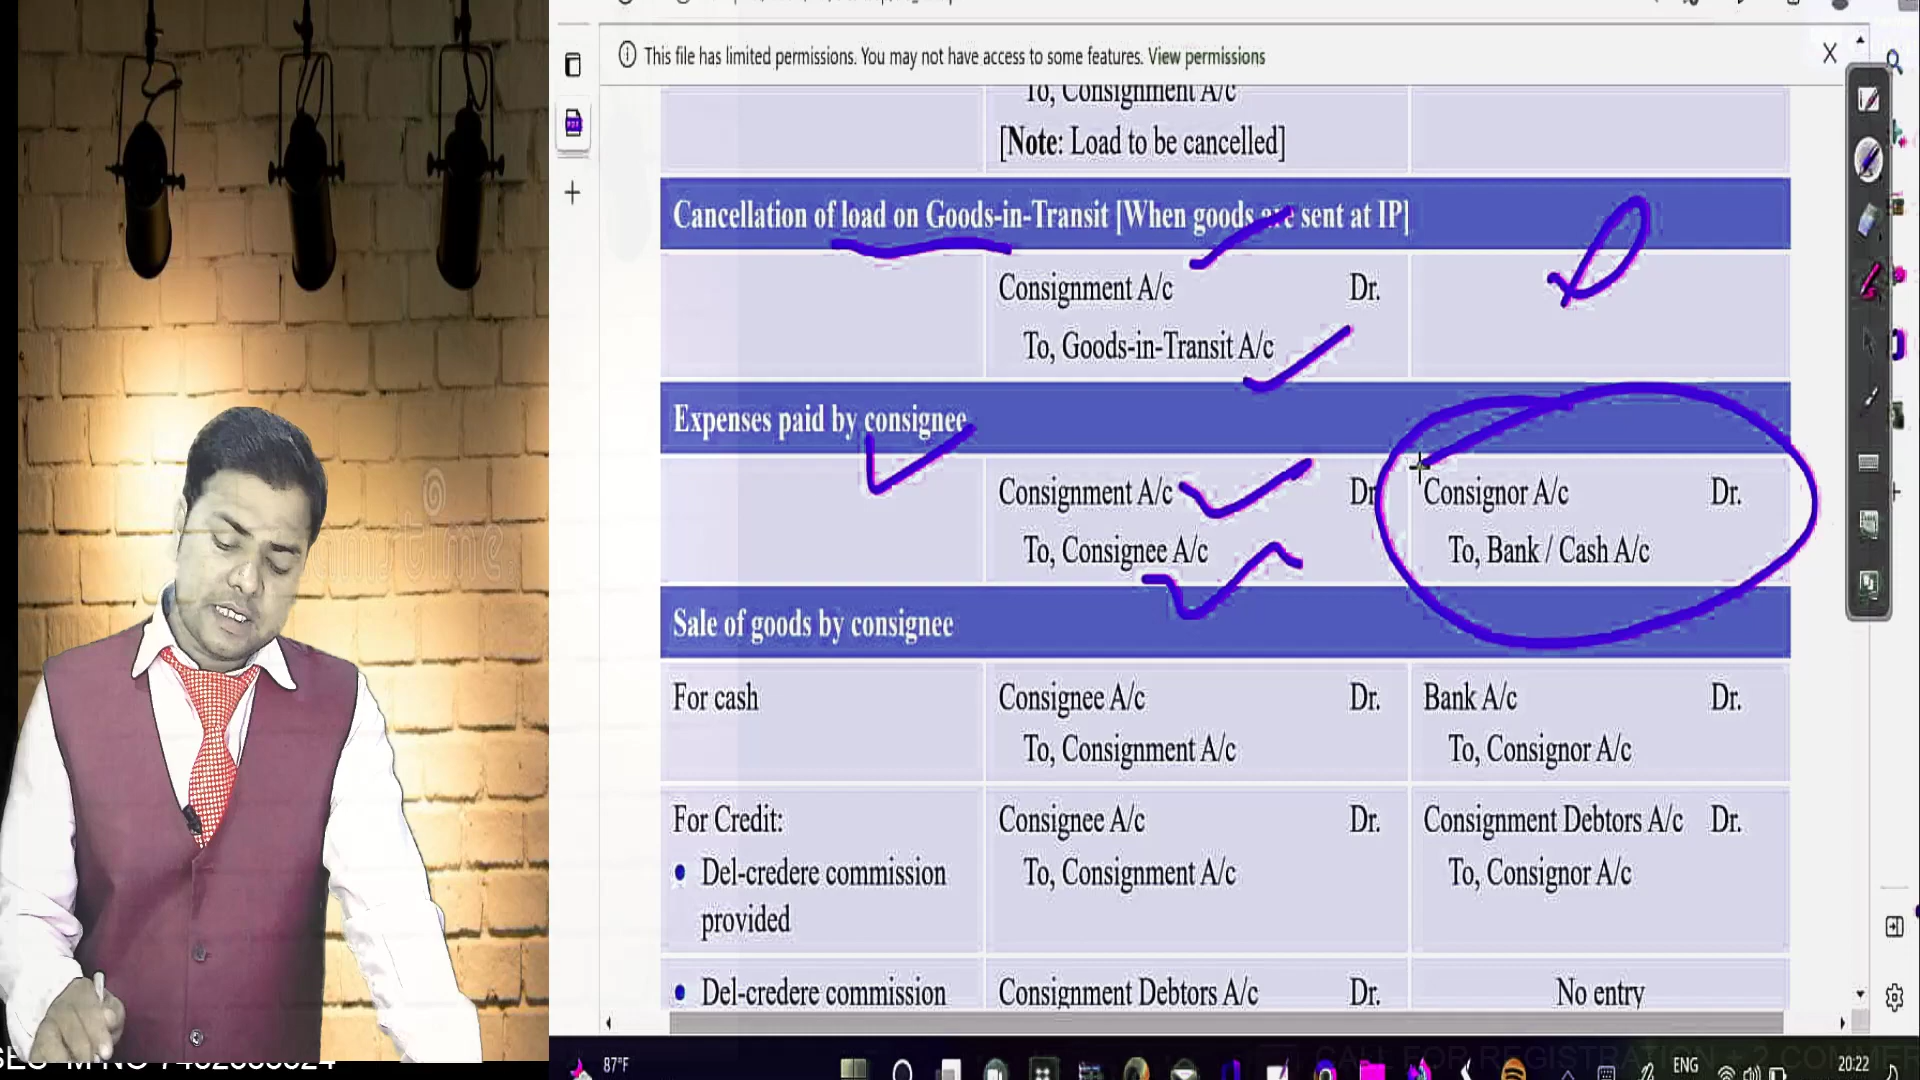 This file has limited permissions. You may not have access to some features. View permissions
To, Consignment A/c
[Note: Load to be cancelled]
Cancellation of load on Goods-in-Transit [When goods are sent at IP]
Consignment A/c Dr.
To, Goods-in-Transit A/c
Expenses paid by consignee
Consignment A/c Dr. Consignor A/c Dr.
To, Consignee A/c To, Bank / Cash A/c
Sale of goods by consignee
For cash Consignee A/c Dr. Bank A/c Dr.
To, Consignment A/c To, Consignor A/c
For Credit: Consignee A/c Dr. Consignment Debtors A/c Dr.
• Del-credere commission To, Consignment A/c To, Consignor A/c
provided
• Del-credere commission Consignment Debtors A/c Dr. No entry
87°F
ENG
20:22